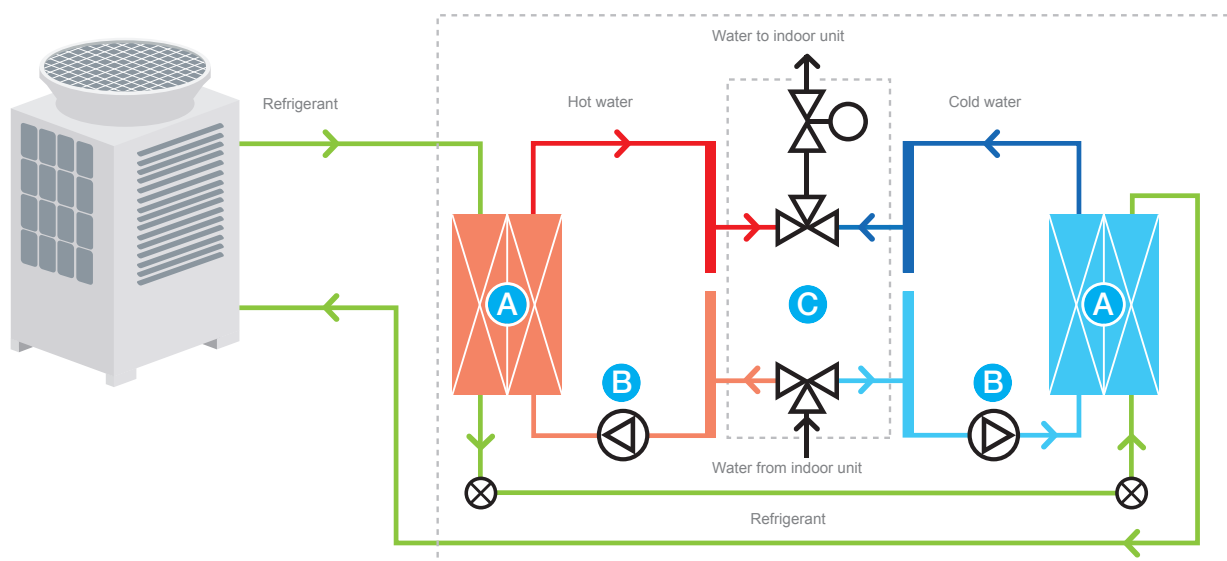 Water to indoor unit
Refrigerant
Hot water
Cold water
A
C
A
B
B
Water from indoor unit
Refrigerant